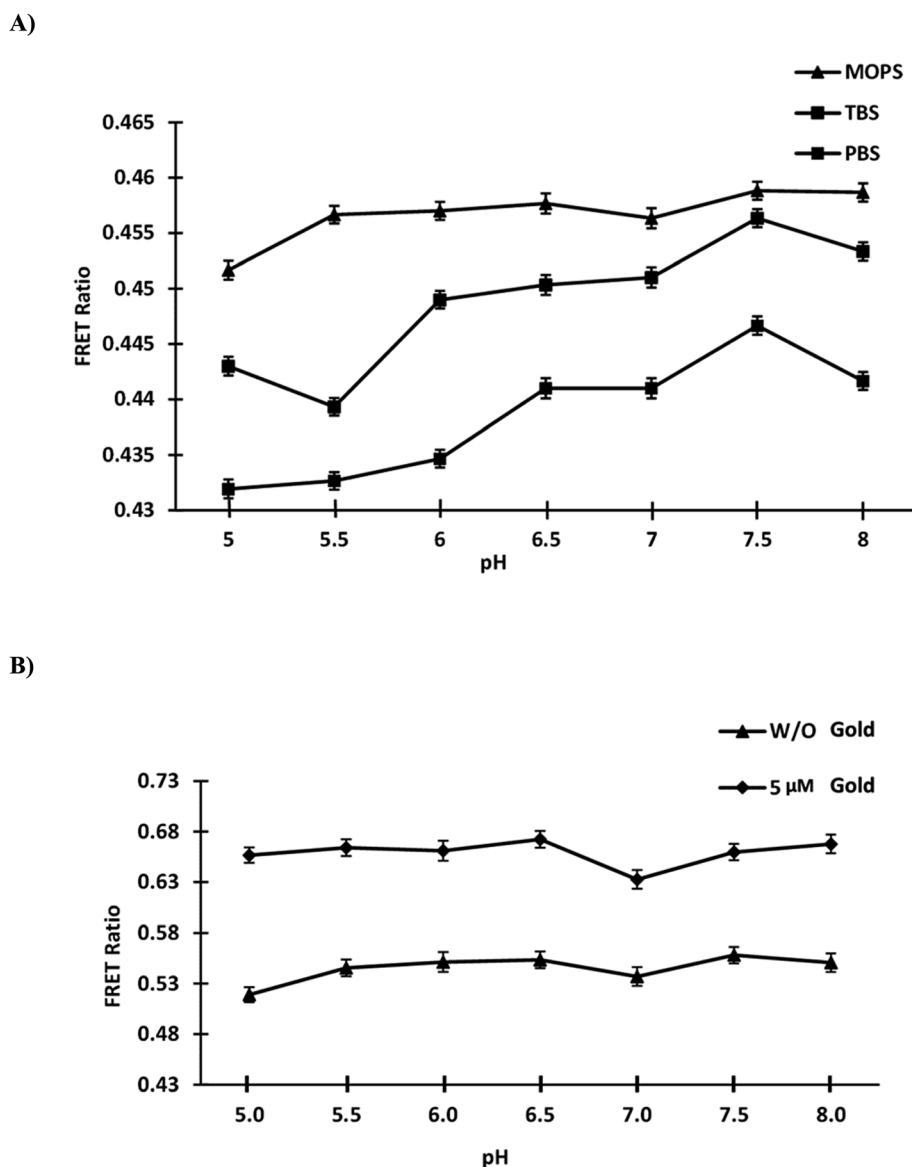 A)
MOPS
TBS
PBS
0.465
0.46
0.455
0.45
0.445
0.44
0.435
0.43
FRET Ratio
5 5.5 6 6.5 7 7.5 8
pH
B)
W/O Gold
5 µM Gold
0.73
0.68
0.63
0.58
0.53
0.48
0.43
FRET Ratio
5.0 5.5 6.0 6.5 7.0 7.5 8.0
pH